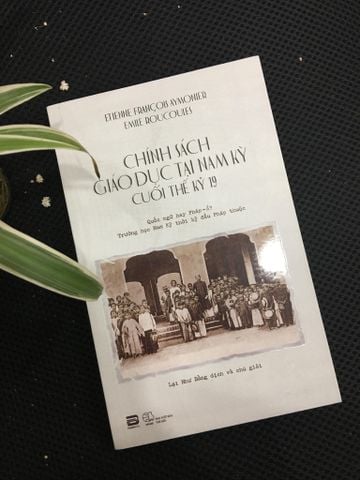 ETIENNE FRANÇOIS AYMONIER
EMILE ROUCOULES
CHÍNH SÁCH
GIÁO DỤC TẠI NAM KỲ
CUỐI THẾ KỶ 19
Quốc ngữ hay Pháp-ố?
Trường học Nam Kỳ thời kỳ đầu Pháp thuộc
Lại Như Bằng dịch và chú giải